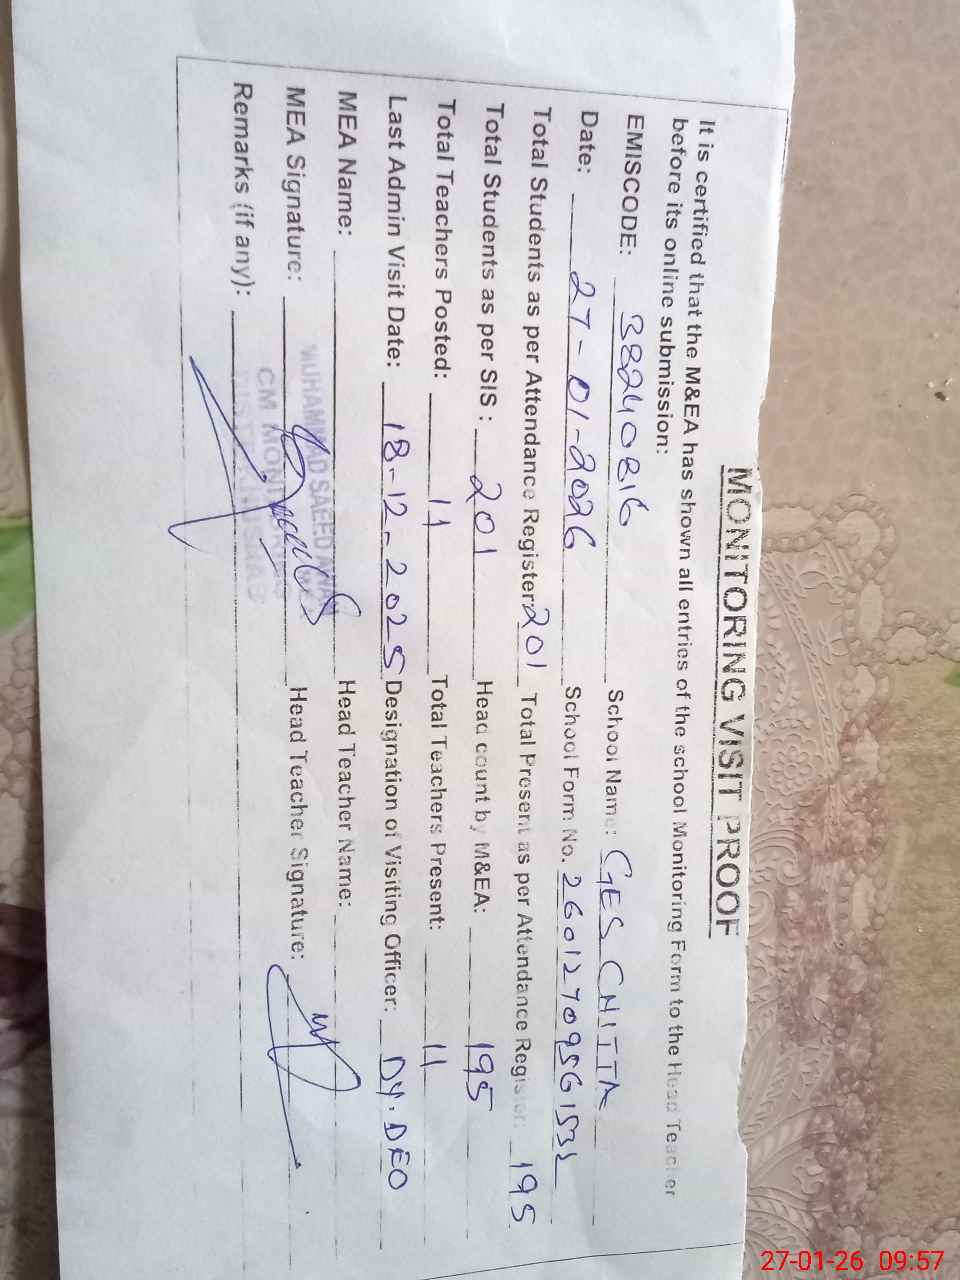 MONITORING VISIT PROOF
It is certified that the M&EA has shown all entries of the school Monitoring Form to the Head Teacher
before its online submission:
EMISCODE: 38240816 School Name: GES CHITTA
Date: 27-01-2026 School Form No. 260127095615
Total Students as per Attendance Register: 201 Total Present as per Attendance Register: 195
Total Students as per SIS : 201 Head count by M&EA: 195
Total Teachers Posted: 11 Total Teachers Present: 11
Last Admin Visit Date: 18-12-2025 Designation of Visiting Officer: DY.DEO
MEA Name: Head Teacher Name:
MEA Signature: Head Teacher Signature:
MUHAMMAD SAEED
CM MONIT
Remarks (if any):
27-01-26 09:57